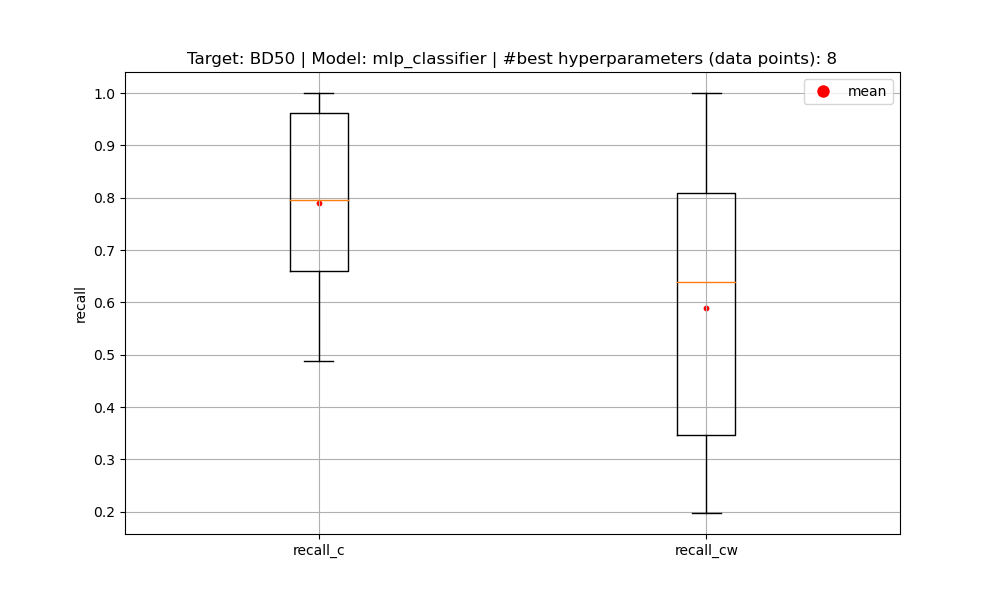 Target: BD50 | Model: mlp_classifier | #best hyperparameters (data points): 8
mean
1.0
0.9
0.8
0.7
0.6
0.5
0.4
0.3
0.2
recall
recall_c
recall_cw